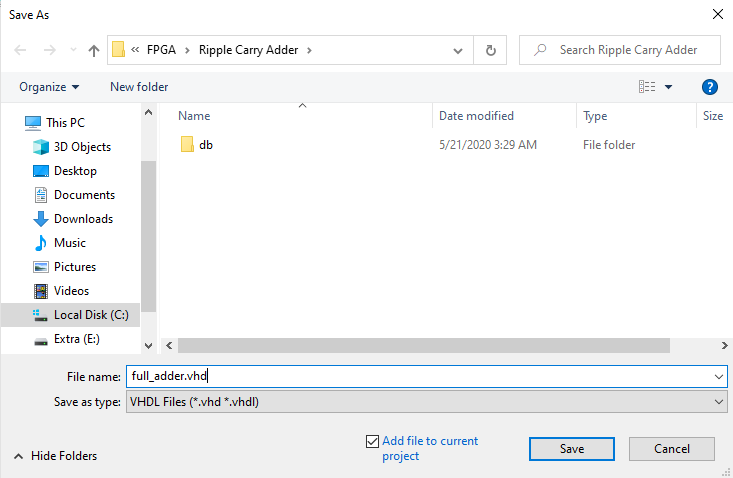 Save As
« FPGA > Ripple Carry Adder >
Search Ripple Carry Adder
Organize
New folder
?
Name
Date modified
Type
Size
db
5/21/2020 3:29 AM
File folder
This PC
3D Objects
Desktop
Documents
Downloads
Music
Pictures
Videos
Local Disk (C:)
Extra (E:)
File name: full_adder.vhd
Save as type: VHDL Files (*.vhd *.vhdl)
Hide Folders
Add file to current
project
Save
Cancel